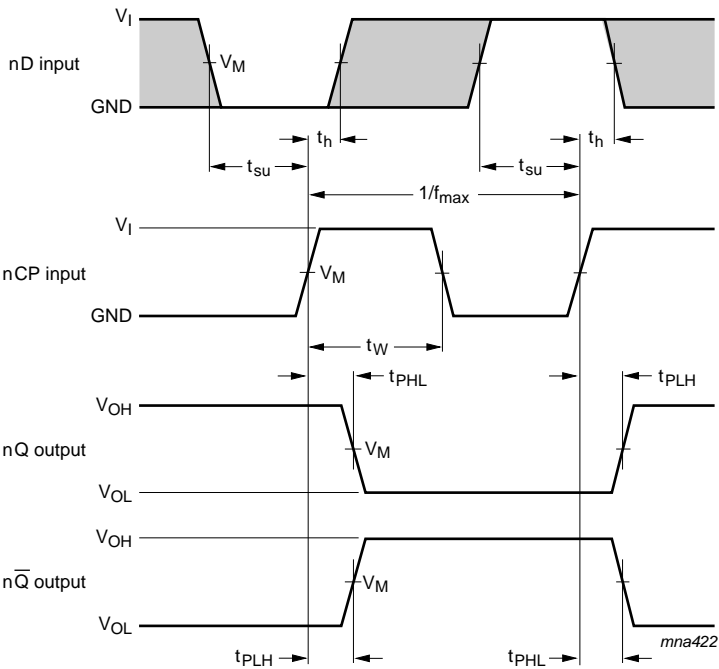 V_I
nD input
V_M
GND
t_h
t_h
t_su
t_su
1/f_max
V_I
nCP input
V_M
GND
t_W
t_PHL
t_PLH
V_OH
nQ output
V_M
V_OL
V_OH
nQ̅ output
V_M
V_OL
mna422
t_PLH
t_PHL